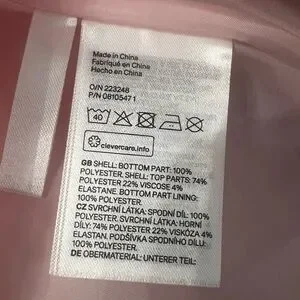 Made in China
Fabriqué en Chine
Hecho en China
O/N 223248
P/N 08105471
40
clevercare.info
GB SHELL: BOTTOM PART: 100%
POLYESTER. SHELL: TOP PARTS: 74%
POLYESTER 22% VISCOSE 4%
ELASTANE. BOTTOM PART LINING:
100% POLYESTER.
CZ SVRCHNÍ LÁTKA: SPODNÍ DÍL: 100%
POLYESTER. SVRCHNÍ LÁTKA: HORNÍ
DÍLY: 74% POLYESTER 22% VISKÓZA 4%
ELASTAN. PODŠÍVKA SPODNÍHO DÍLU:
100% POLYESTER.
DE OBERMATERIAL: UNTERER TEIL: